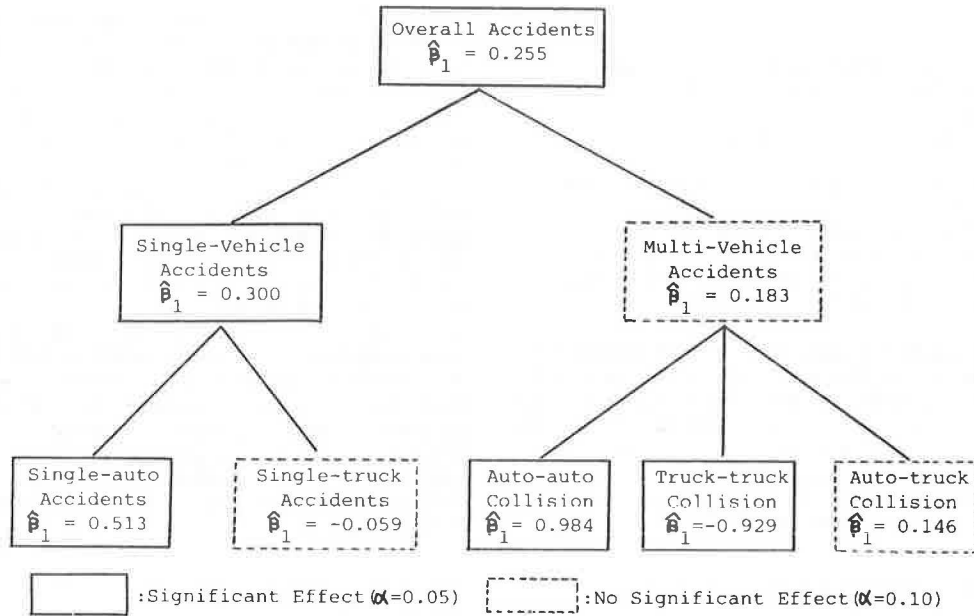 Overall Accidents
β̂₁ = 0.255
Single-Vehicle
Accidents
β̂₁ = 0.300
Multi-Vehicle
Accidents
β̂₁ = 0.183
Single-auto
Accidents
β̂₁ = 0.513
Single-truck
Accidents
β̂₁ = -0.059
Auto-auto
Collision
β̂₁= 0.984
Truck-truck
Collision
β̂₁=-0.929
Auto-truck
Collision
β̂₁= 0.146
:Significant Effect(α=0.05)
:No Significant Effect(α=0.10)